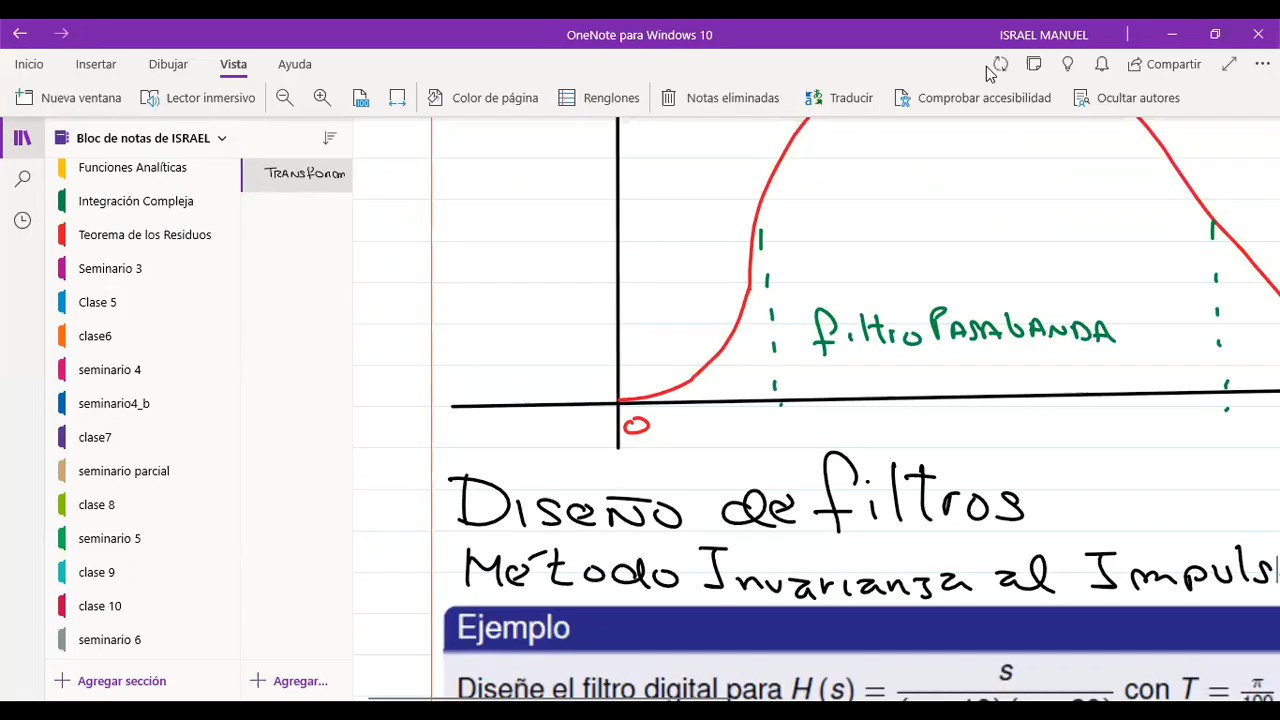 OneNote para Windows 10
ISRAEL MANUEL
Inicio
Insertar
Dibujar
Vista
Ayuda
Compartir
Nueva ventana
Lector inmersivo
100
Color de página
Renglones
Notas eliminadas
Traducir
Comprobar accesibilidad
Ocultar autores
Bloc de notas de ISRAEL
Funciones Analíticas
Integración Compleja
Teorema de los Residuos
Seminario 3
Clase 5
clase6
seminario 4
seminario4_b
clase7
seminario parcial
clase 8
seminario 5
clase 9
clase 10
seminario 6
Agregar sección
Agregar...
TRANSfORom
filtro PASABANDA
0
Diseño de filtros
Método Invarianza al Impuls
Ejemplo
Diseñe el filtro digital para H(s) = s con T = π